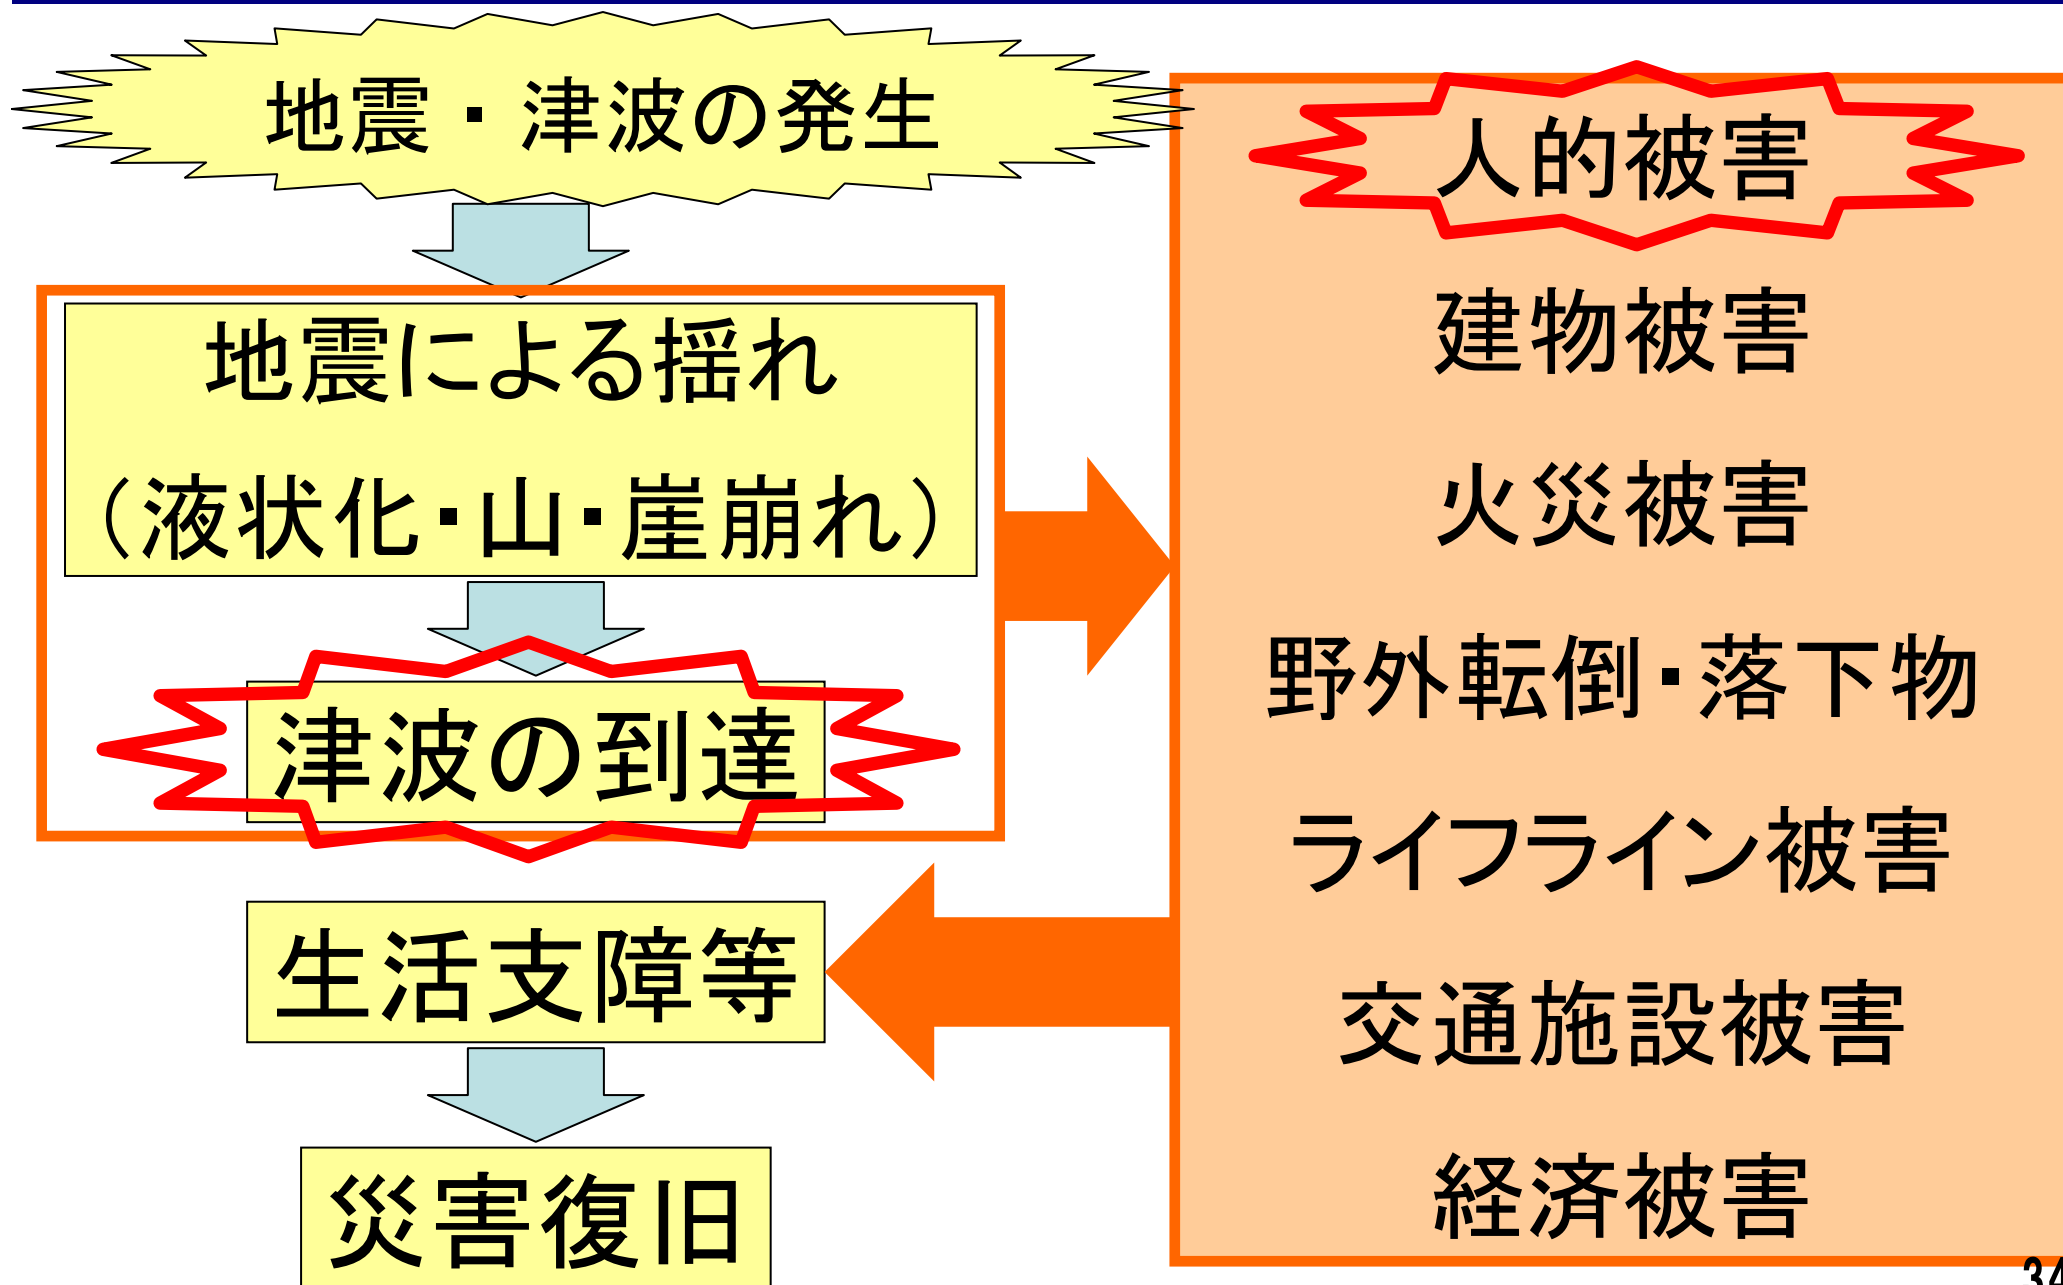 地震・津波の発生
地震による揺れ
（液状化・山・崖崩れ）
津波の到達
生活支障等
災害復旧
人的被害
建物被害
火災被害
野外転倒・落下物
ライフライン被害
交通施設被害
経済被害
34